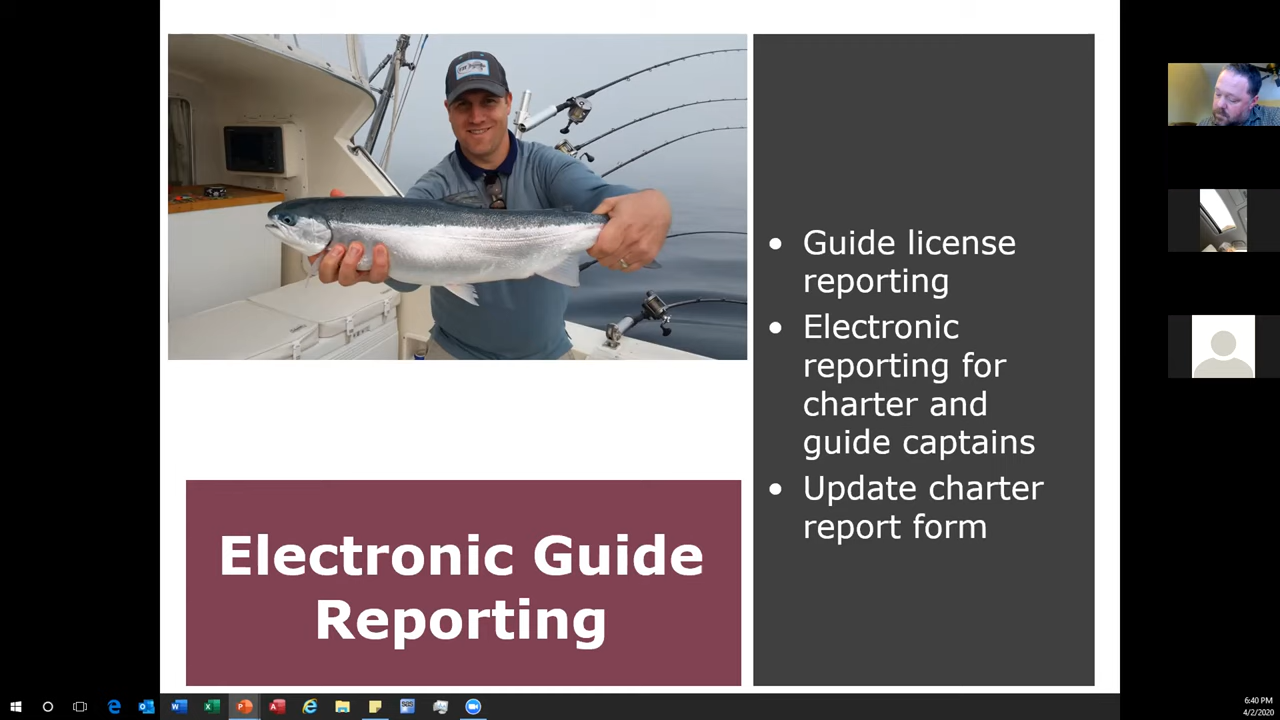 • Guide license
reporting
• Electronic
reporting for
charter and
guide captains
• Update charter
report form
Electronic Guide
Reporting
6:40 PM
4/2/2020